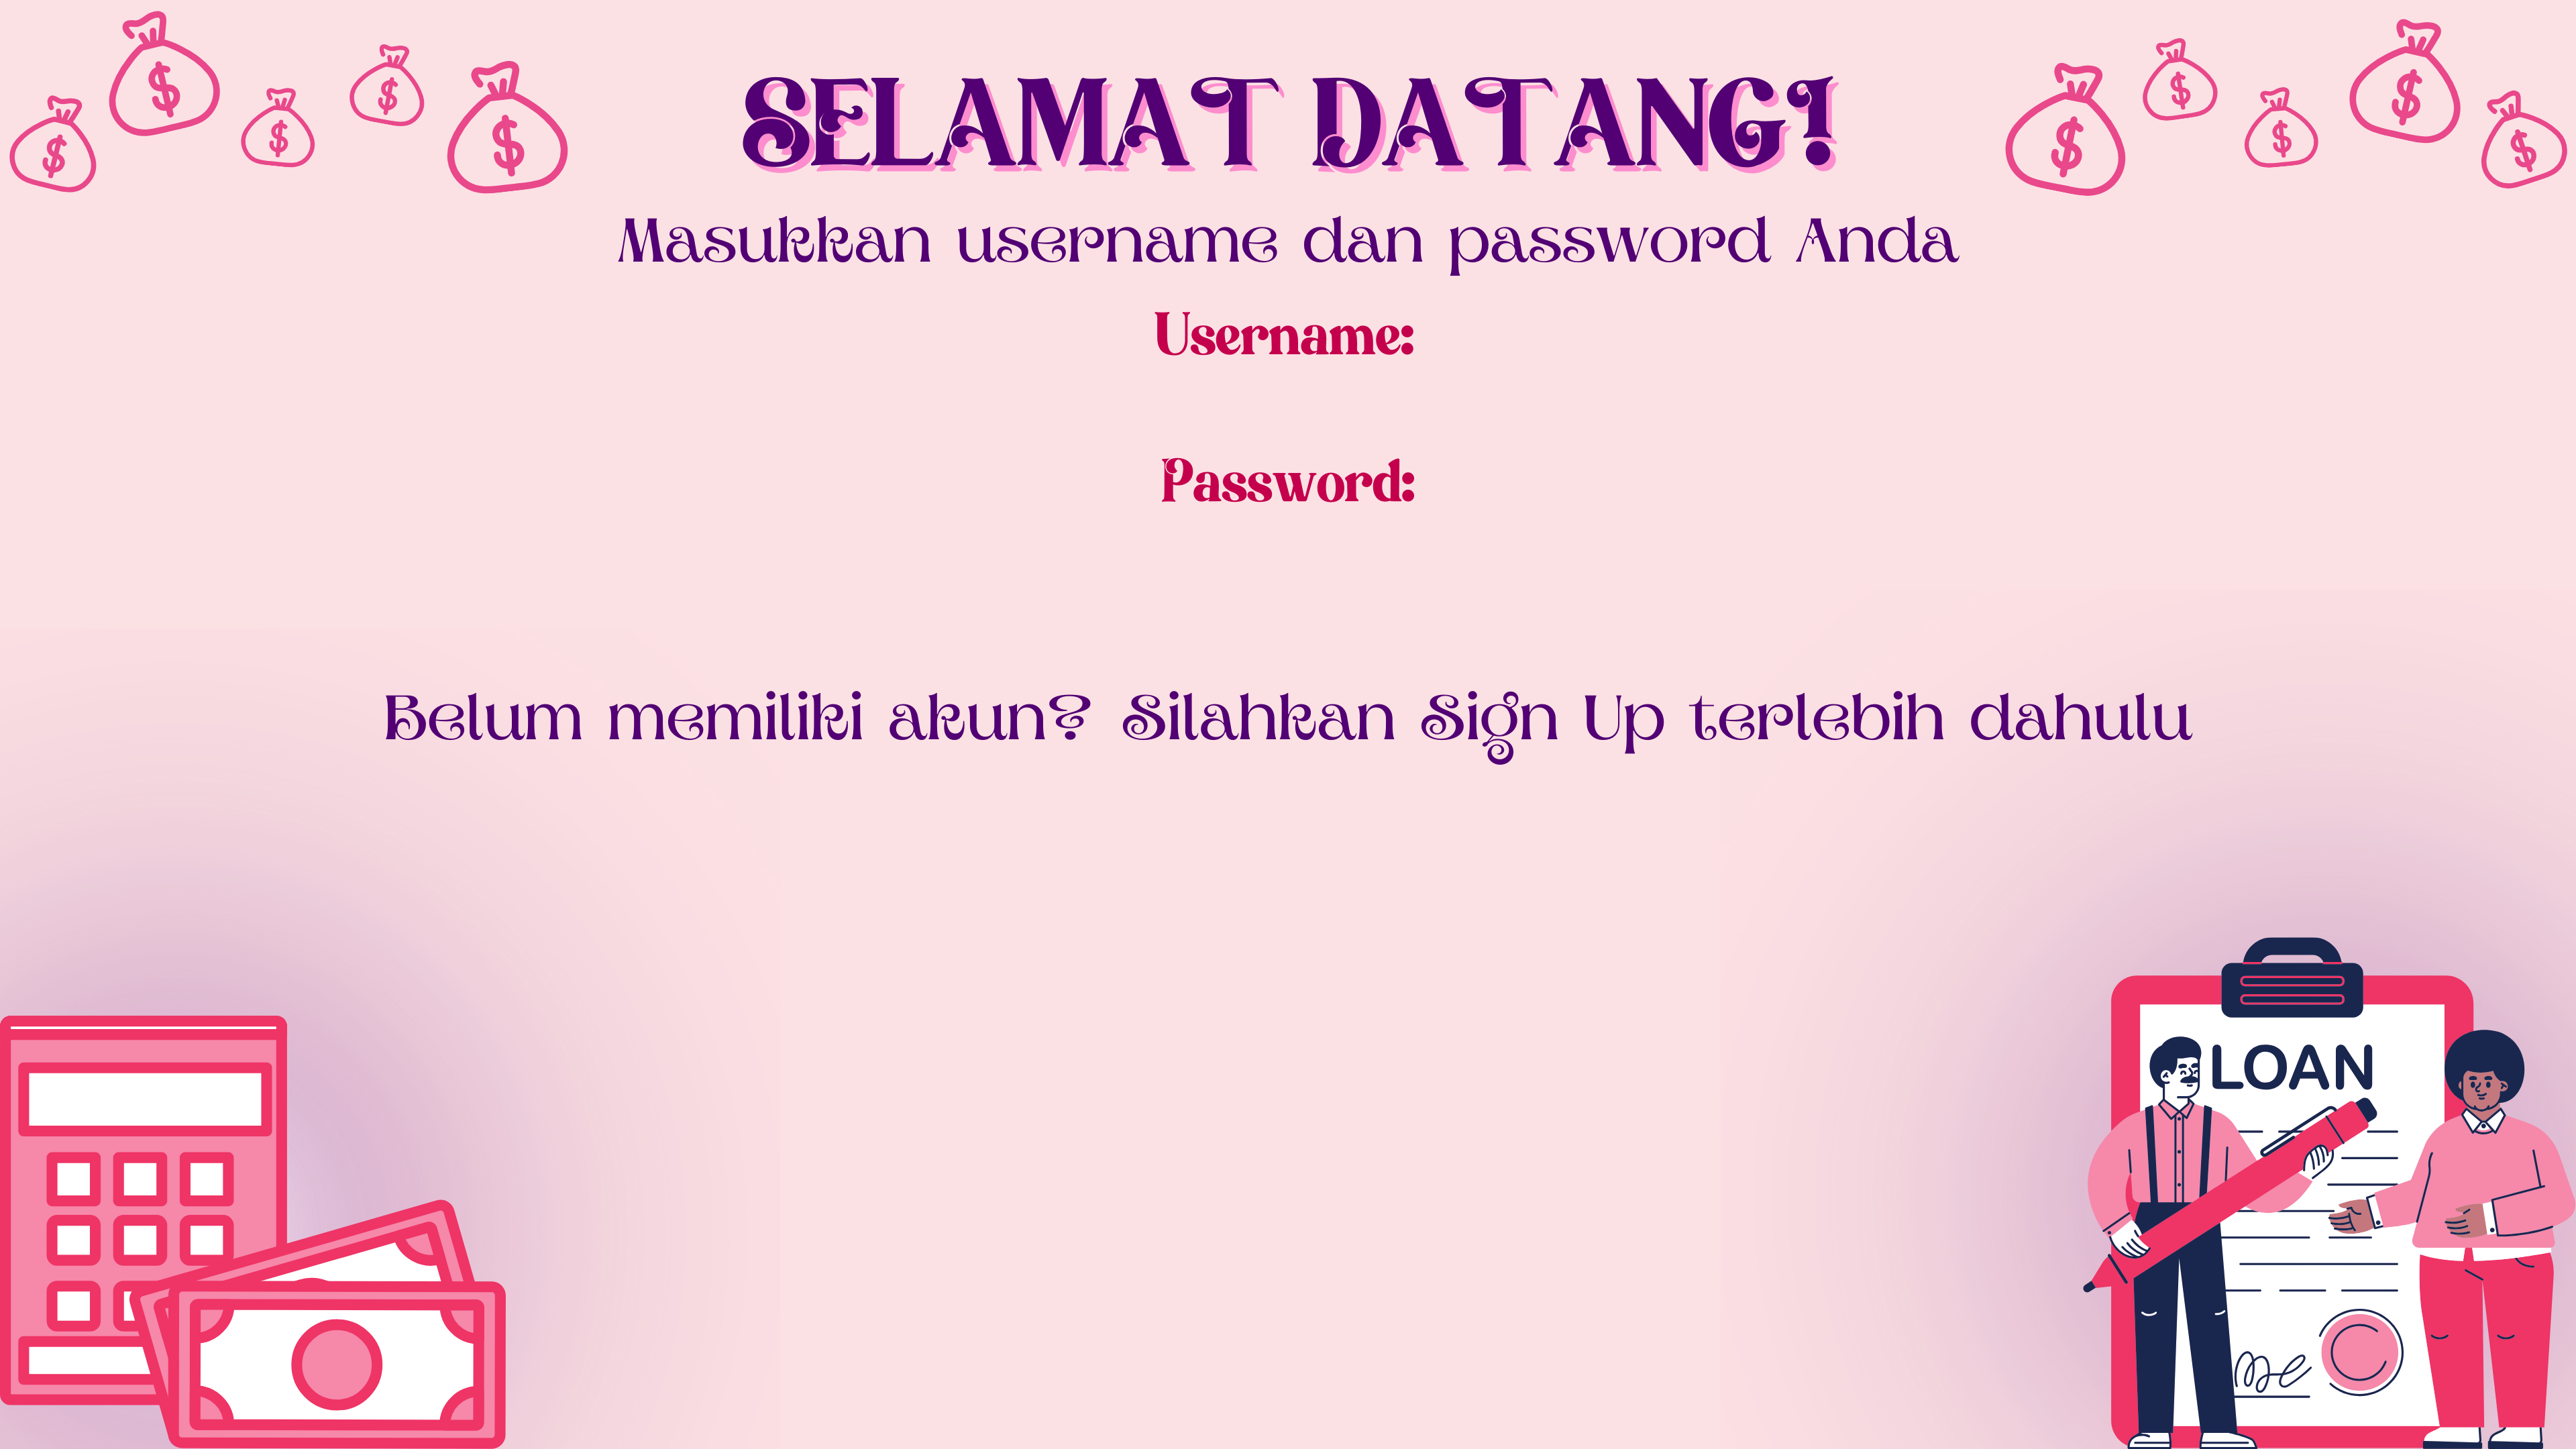 SELAMAT DATANG!
Masukkan username dan password Anda
Username:
Password:
Belum memiliki akun? Silahkan Sign Up terlebih dahulu
LOAN